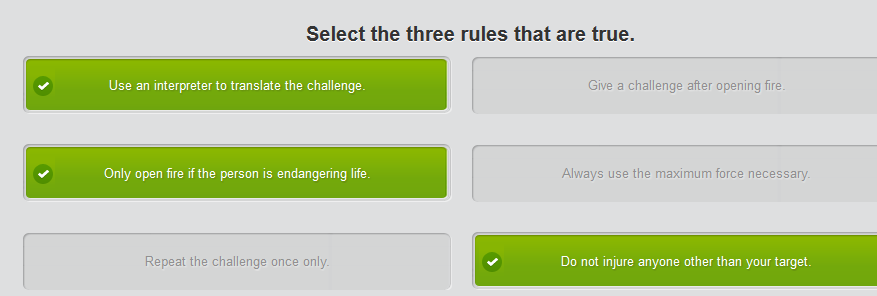 Select the three rules that are true.
Use an interpreter to translate the challenge.
Give a challenge after opening fire.
Only open fire if the person is endangering life.
Always use the maximum force necessary.
Repeat the challenge once only.
Do not injure anyone other than your target.